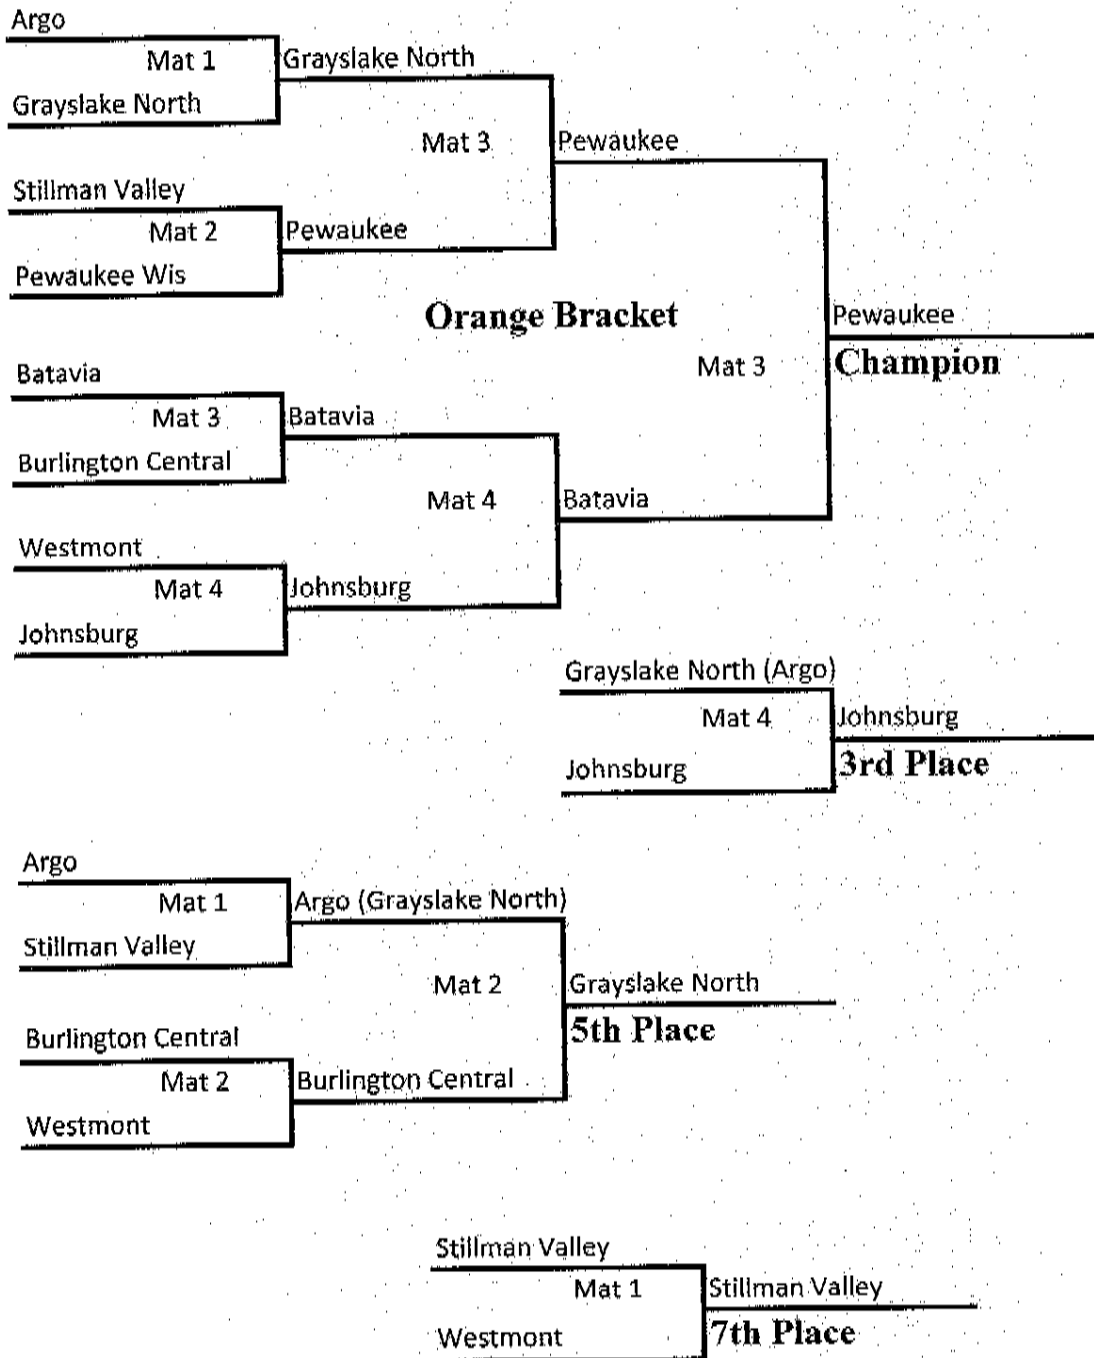 Argo
Mat 1
Grayslake North
Grayslake North
Mat 3
Pewaukee
Stillman Valley
Mat 2
Pewaukee
Pewaukee Wis
Orange Bracket
Pewaukee
Champion
Mat 3
Batavia
Mat 3
Batavia
Burlington Central
Mat 4
Batavia
Westmont
Mat 4
Johnsburg
Johnsburg
Grayslake North (Argo)
Mat 4
Johnsburg
Johnsburg
3rd Place
Argo
Mat 1
Argo (Grayslake North)
Stillman Valley
Mat 2
Grayslake North
5th Place
Burlington Central
Mat 2
Burlington Central
Westmont
Stillman Valley
Mat 1
Stillman Valley
Westmont
7th Place